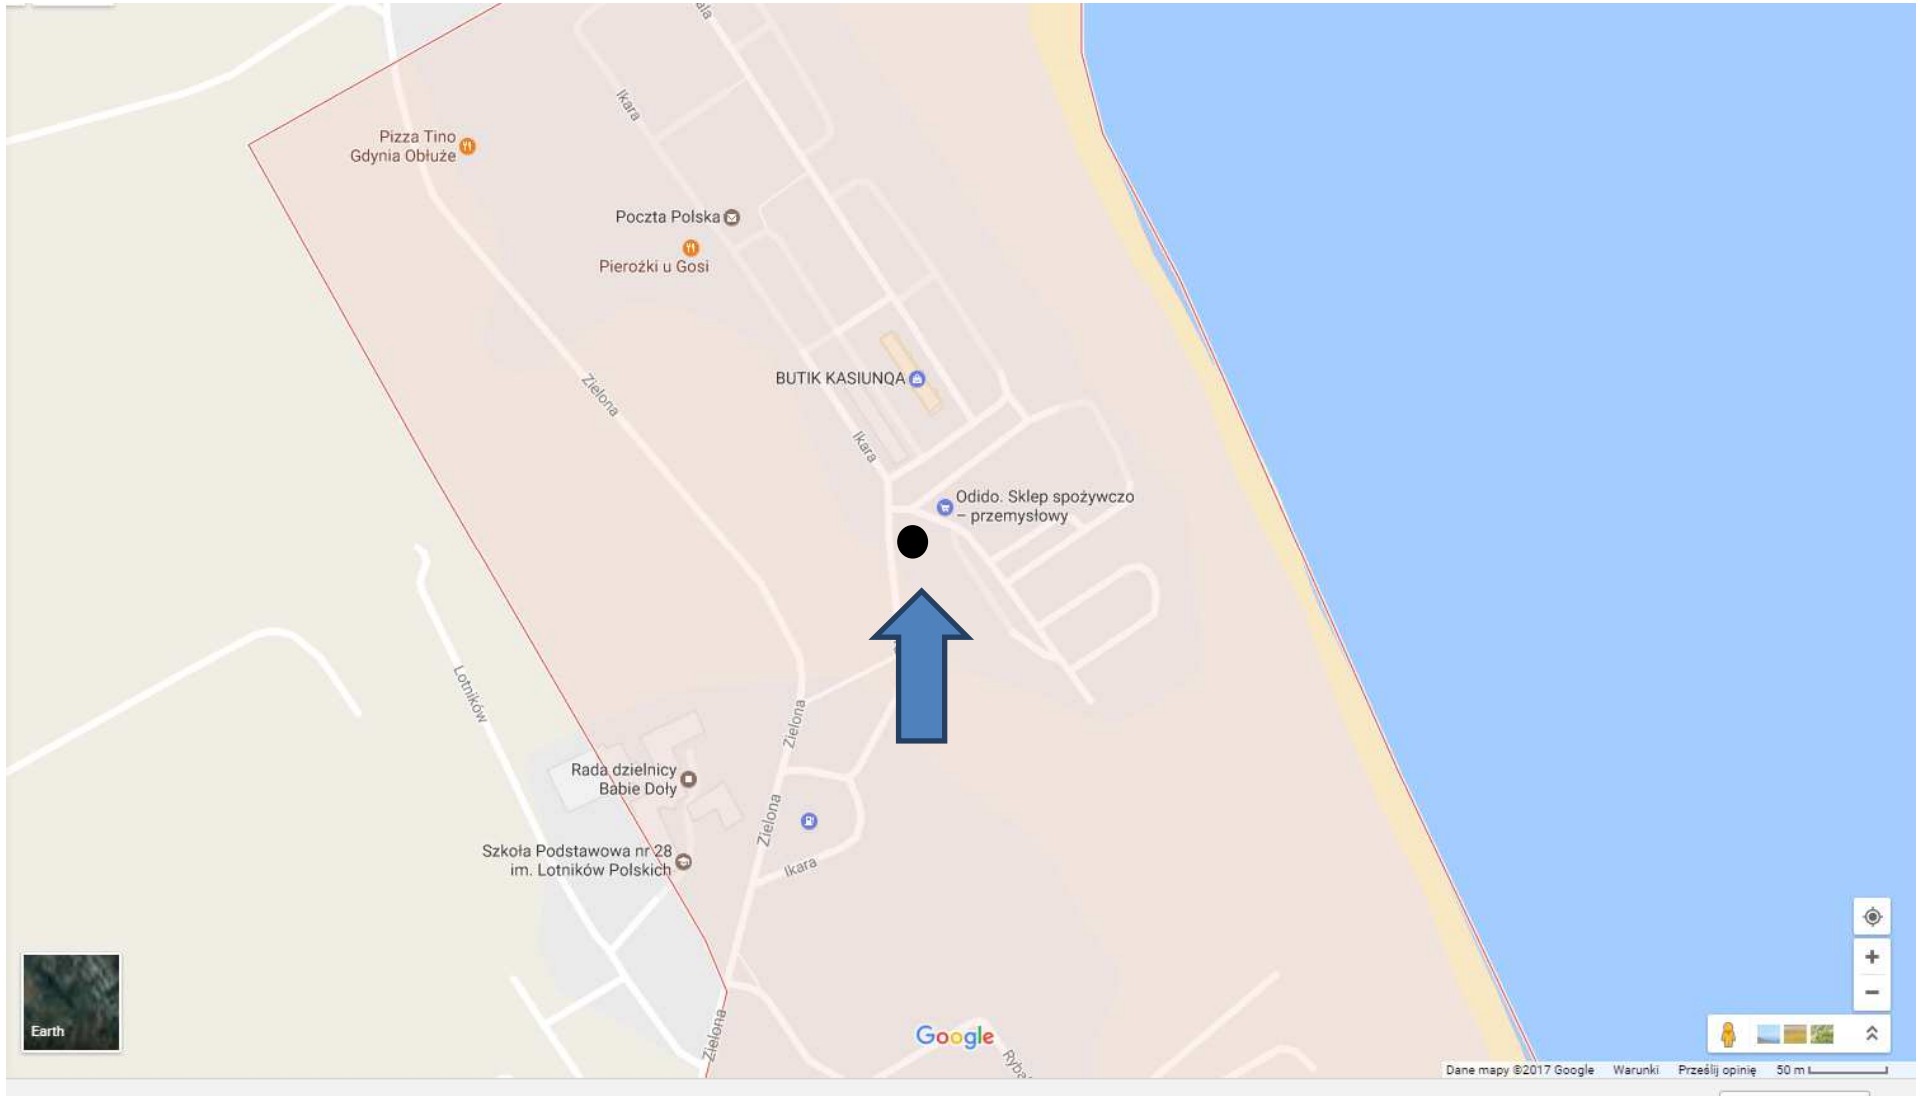 Ikara
Pizza Tino
Gdynia Obłuże
Poczta Polska
Pierożki u Gosi
BUTIK KASIUNQA
Zielona
Ikara
Odido. Sklep spożywczo
– przemysłowy
Lotników
Zielona
Rada dzielnicy
Babie Doły
Zielona
Szkoła Podstawowa nr 28
im. Lotników Polskich
Ikara
Earth
Zielona
Google
Dane mapy ©2017 Google Warunki Prześlij opinię 50 m